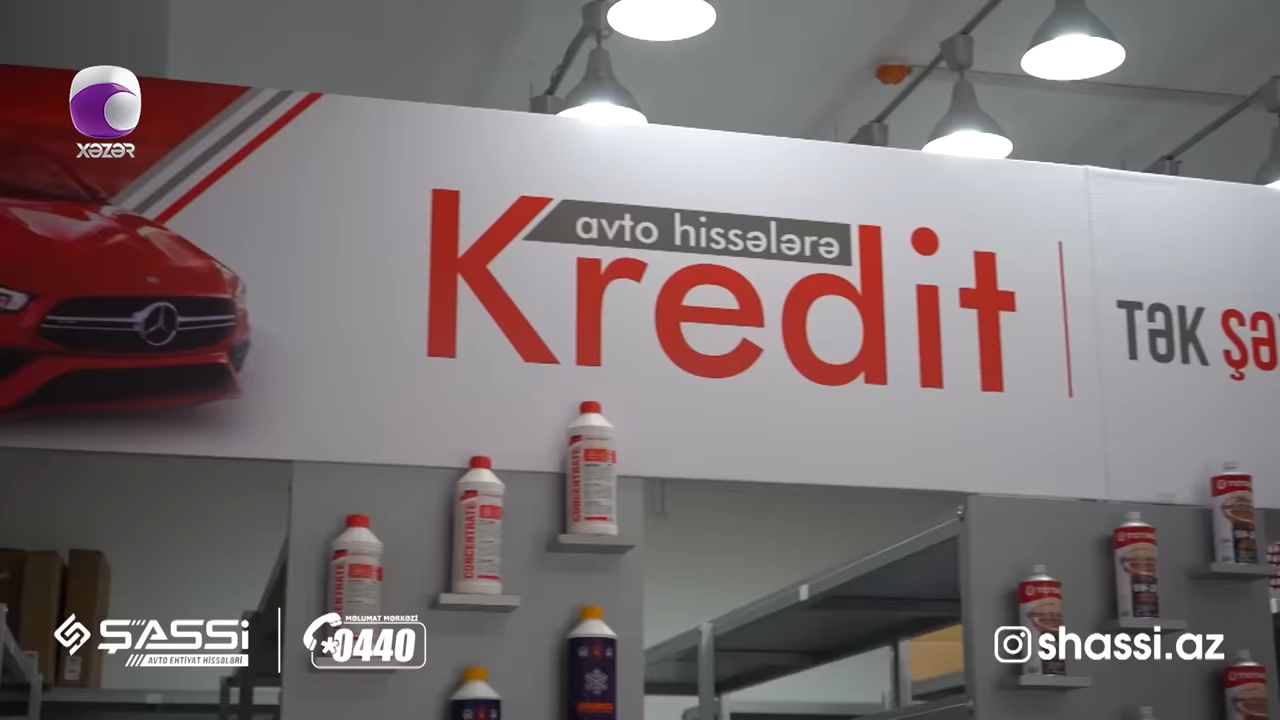 XəZəR
avto hissələrə
Kredit
TƏK
CONCENTRATE
CONCENTRATE
CONCENTRATE
ŞASSİ
AVTO EHTİYAT HİSSƏLƏRİ
MƏLUMAT MƏRKƏZİ
*0440
shassi.az